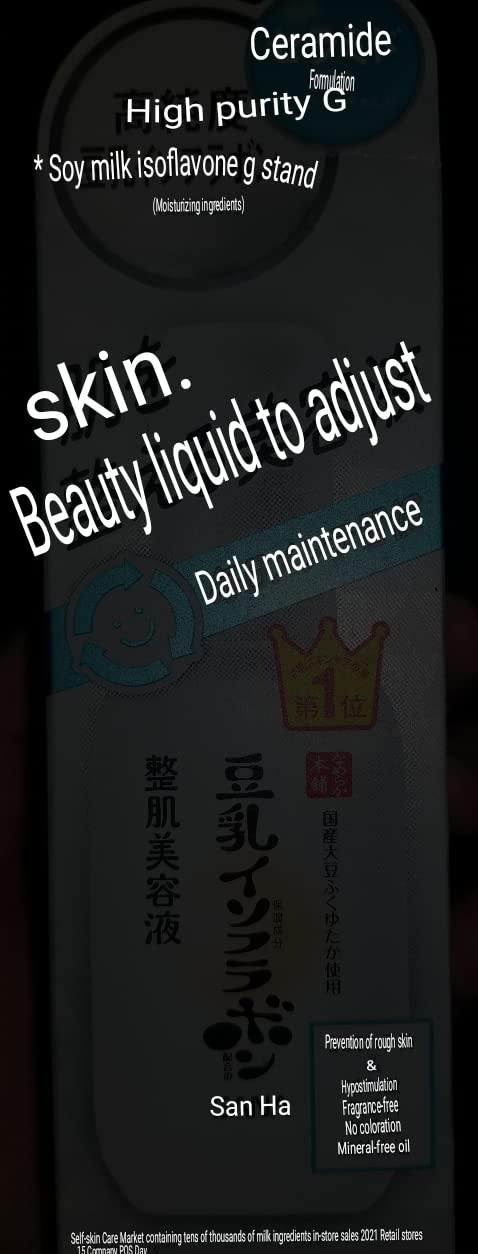 Ceramide
Formulation
High purity G
* Soy milk isoflavone g stand
(Moisturizing ingredients)
skin.
Beauty liquid to adjust
Daily maintenance
第1位
本舗
国産大豆ふくゆたか使用
豆乳イソフラボン
保湿成分
配合の
整肌美容液
San Ha
Prevention of rough skin
&
Hypostimulation
Fragrance-free
No coloration
Mineral-free oil
Self-skin Care Market containing tens of thousands of milk ingredients in-store sales 2021 Retail stores
15 Company POS Day